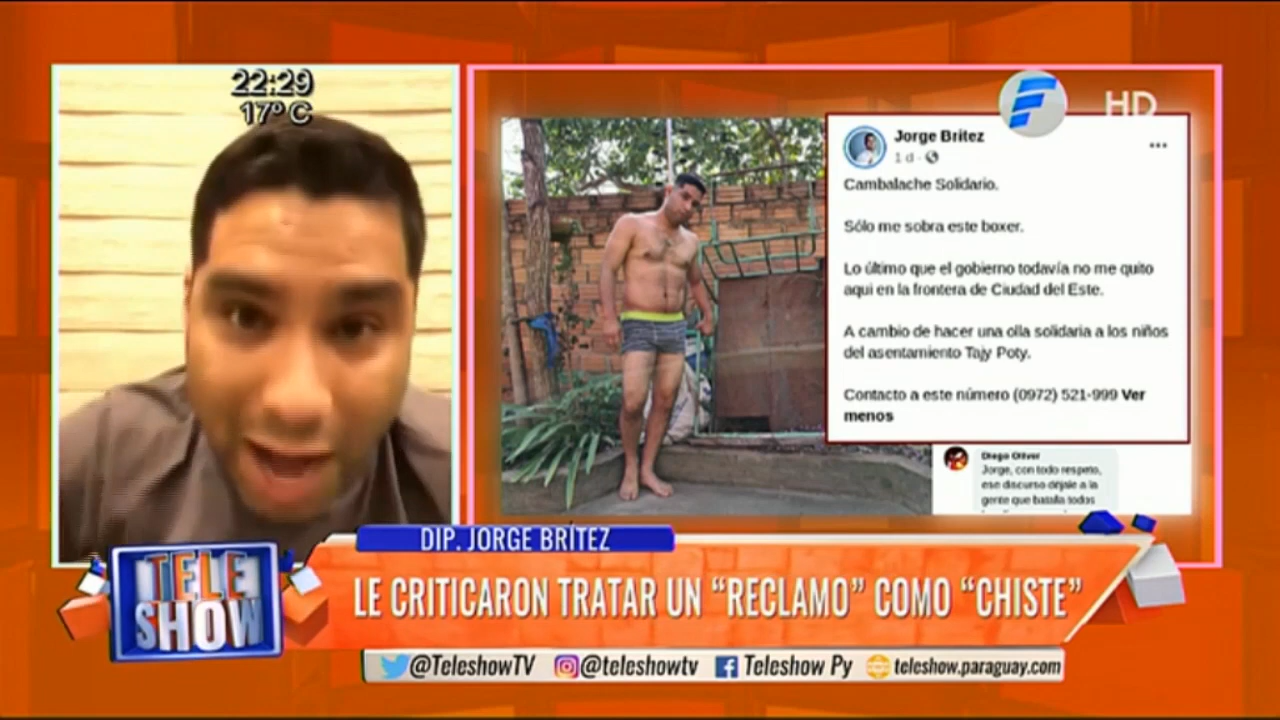 22:29
17º C
HD
Jorge Britez
1 d
Cambalache Solidario.
Sólo me sobra este boxer.
Lo último que el gobierno todavía no me quito
aqui en la frontera de Ciudad del Este.
A cambio de hacer una olla solidaria a los niños
del asentamiento Tajy Poty.
Contacto a este número (0972) 521-999 Ver
menos
Diego Oliver
Jorge, con todo respeto,
ese discurso déjale a la
gente que batalla todos
DIP. JORGE BRÍTEZ
TELE
SHOW
LE CRITICARON TRATAR UN “RECLAMO” COMO “CHISTE”
@TeleshowTV @teleshowtv Teleshow Py teleshow.paraguay.com